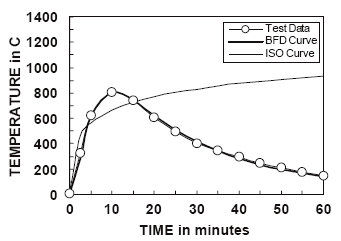 1400
1200
1000
800
600
400
200
0
TEMPERATURE in C
Test Data
BFD Curve
ISO Curve
0 10 20 30 40 50 60
TIME in minutes